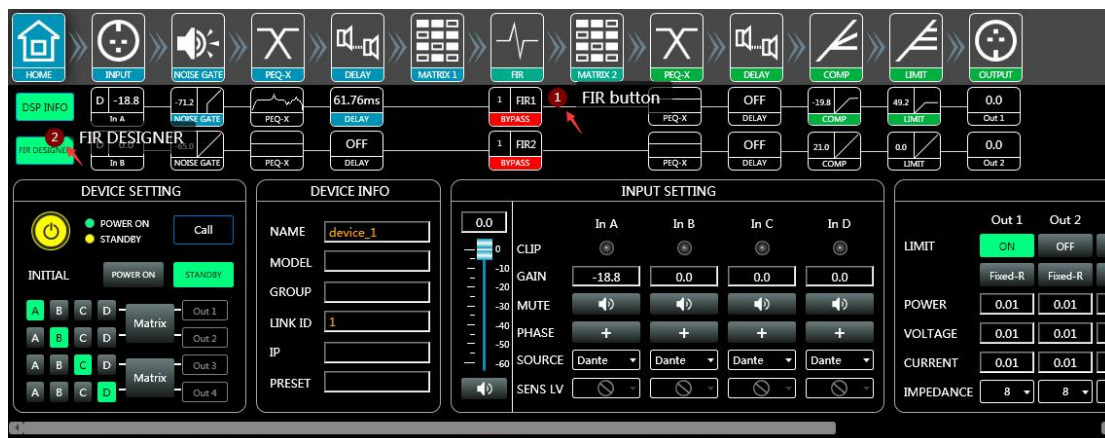 HOME INPUT NOISE GATE PEQ-X DELAY MATRIX 1 FIR MATRIX 2 PEQ-X DELAY COMP LIMIT OUTPUT
DSP INFO D -18.8 -71.2 61.76ms 1 FIR1 1 FIR button OFF -19.8 49.2 0.0
In A NOISE GATE PEQ-X DELAY BYPASS PEQ-X DELAY COMP LIMIT Out 1
FIR DESIGNER 2 FIR DESIGNER D 0.0 -65.0 OFF 1 FIR2 OFF 21.0 0.0 0.0
In B NOISE GATE PEQ-X DELAY BYPASS PEQ-X DELAY COMP LIMIT Out 2
DEVICE SETTING
POWER ON
STANDBY
Call
INITIAL POWER ON STANDBY
A B C D Matrix Out 1
A B C D Out 2
A B C D Matrix Out 3
A B C D Out 4
DEVICE INFO
NAME device_1
MODEL
GROUP
LINK ID 1
IP
PRESET
INPUT SETTING
0.0
0
-10
-20
-30
-40
-50
-60
In A In B In C In D
CLIP
GAIN -18.8 0.0 0.0 0.0
MUTE
PHASE + + + +
SOURCE Dante Dante Dante Dante
SENS LV
Out 1 Out 2
LIMIT ON OFF
Fixed-R Fixed-R
POWER 0.01 0.01
VOLTAGE 0.01 0.01
CURRENT 0.01 0.01
IMPEDANCE 8 8